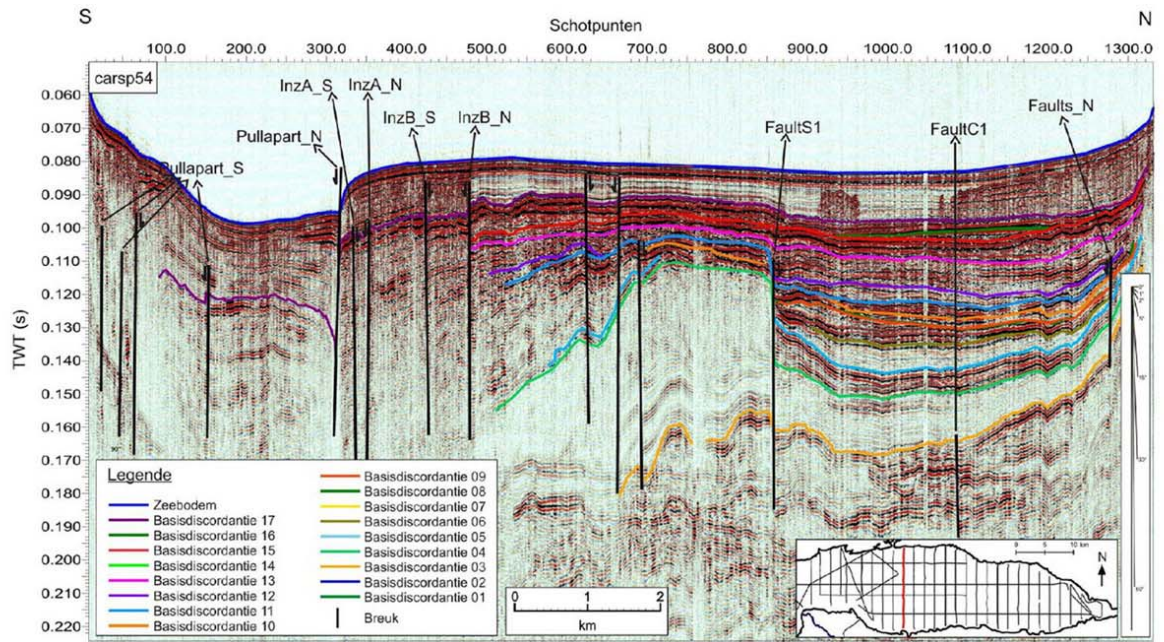 S
Schotpunten
N
100.0 200.0 300.0 400.0 500.0 600.0 700.0 800.0 900.0 1000.0 1100.0 1200.0 1300.0
carsp54
InzA_S
InzA_N
InzB_S
InzB_N
Pullapart_N
Pullapart_S
FaultS1
FaultC1
Faults_N
TWT (s)
0.060
0.070
0.080
0.090
0.100
0.110
0.120
0.130
0.140
0.150
0.160
0.170
0.180
0.190
0.200
0.210
0.220
Legende
Zeebodem
Basisdiscordantie 17
Basisdiscordantie 16
Basisdiscordantie 15
Basisdiscordantie 14
Basisdiscordantie 13
Basisdiscordantie 12
Basisdiscordantie 11
Basisdiscordantie 10
Basisdiscordantie 09
Basisdiscordantie 08
Basisdiscordantie 07
Basisdiscordantie 06
Basisdiscordantie 05
Basisdiscordantie 04
Basisdiscordantie 03
Basisdiscordantie 02
Basisdiscordantie 01
Breuk
0 1 2
km
0 5 10 km
N